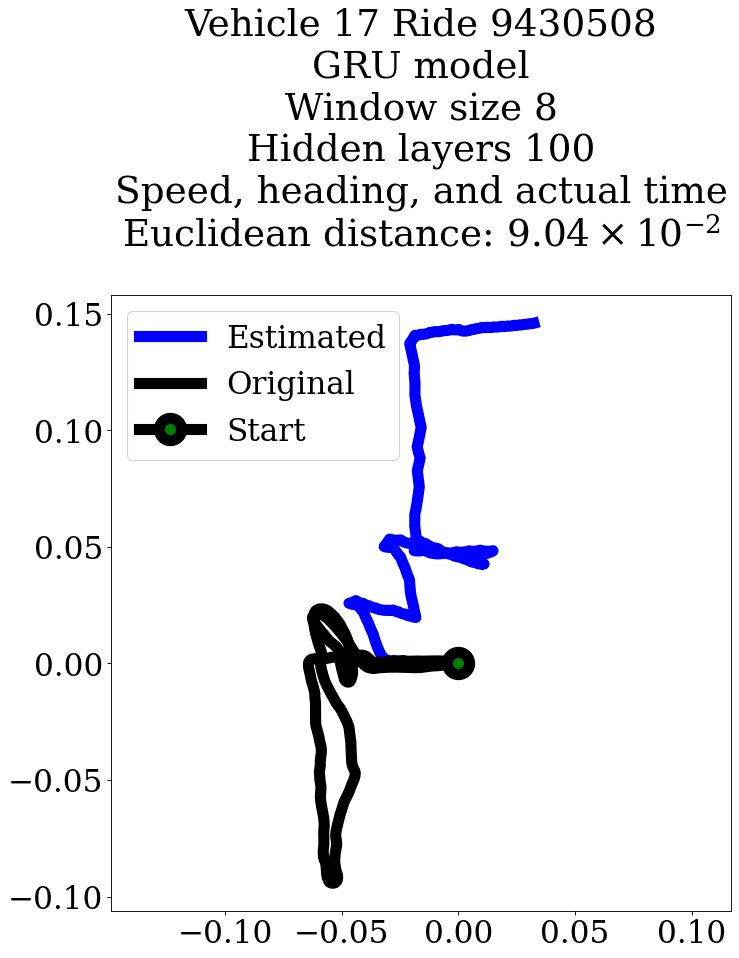 Vehicle 17 Ride 9430508
GRU model
Window size 8
Hidden layers 100
Speed, heading, and actual time
Euclidean distance: 9.04 × 10⁻²
Estimated
Original
Start
0.15
0.10
0.05
0.00
−0.05
−0.10
−0.10 −0.05 0.00 0.05 0.10